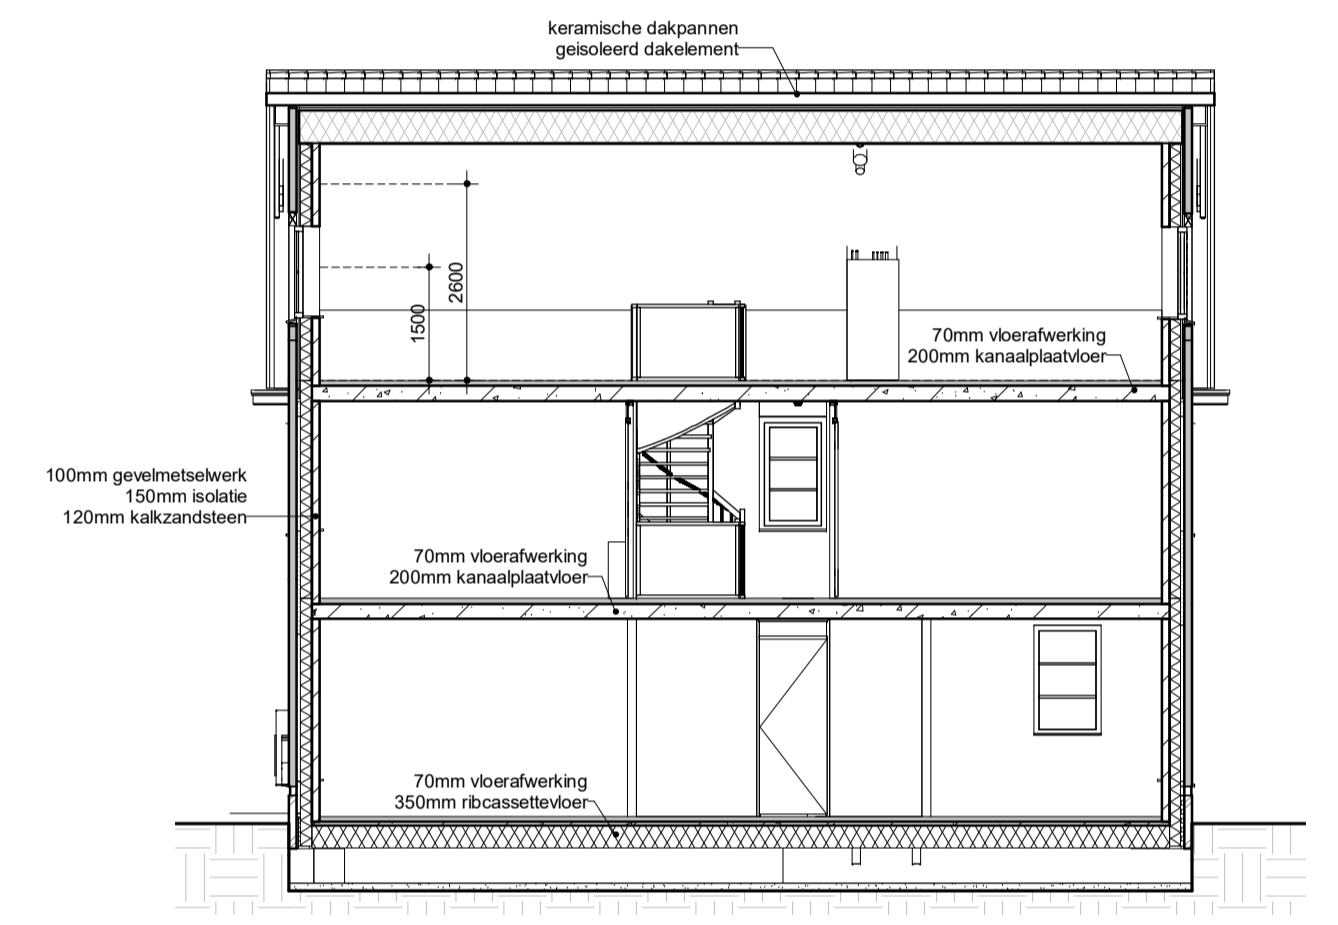 keramische dakpannen
geisoleerd dakelement
2600
1500
70mm vloerafwerking
200mm kanaalplaatvloer
100mm gevelmetselwerk
150mm isolatie
120mm kalkzandsteen
70mm vloerafwerking
200mm kanaalplaatvloer
70mm vloerafwerking
350mm ribcassettevloer